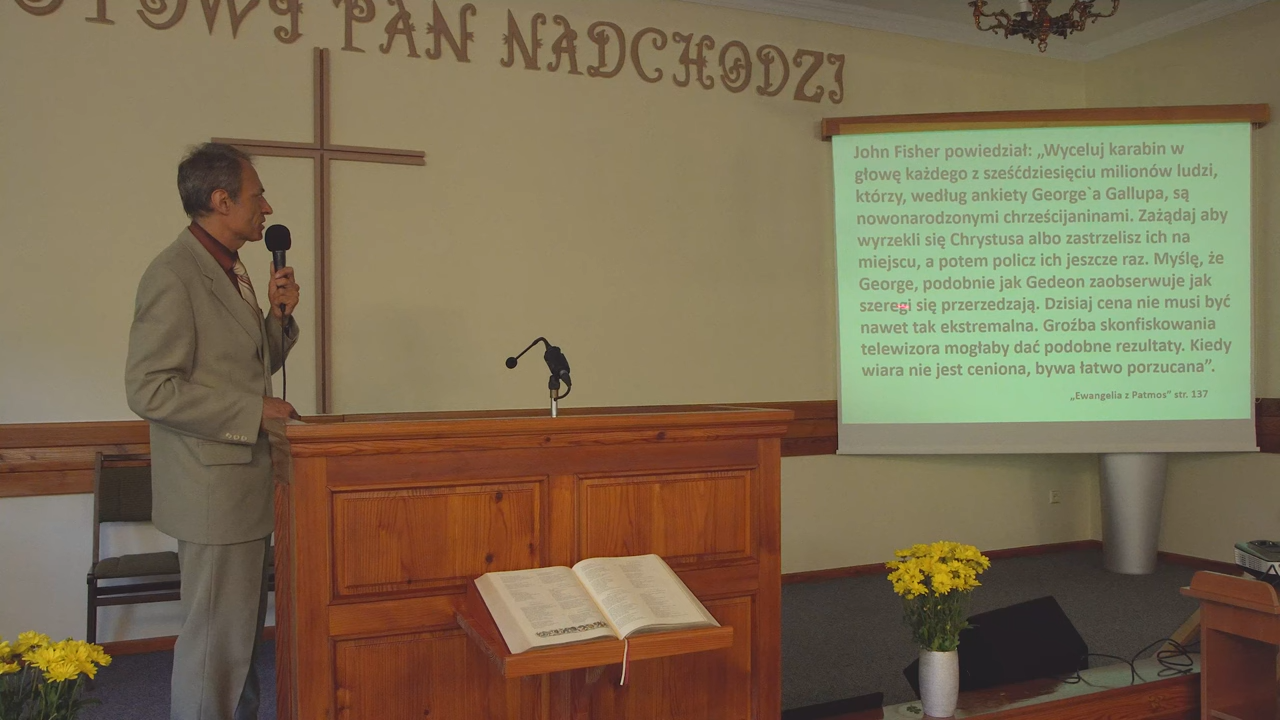 PAN NADCHODZI
John Fisher powiedział: „Wyceluj karabin w
głowę każdego z sześćdziesięciu milionów ludzi,
którzy, według ankiety George`a Gallupa, są
nowonarodzonymi chrześcijaninami. Zażądaj aby
wyrzekli się Chrystusa albo zastrzelisz ich na
miejscu, a potem policz ich jeszcze raz. Myślę, że
George, podobnie jak Gedeon zaobserwuje jak
szeregi się przerzedzają. Dzisiaj cena nie musi być
nawet tak ekstremalna. Groźba skonfiskowania
telewizora mogłaby dać podobne rezultaty. Kiedy
wiara nie jest ceniona, bywa łatwo porzucana”.
„Ewangelia z Patmos” str. 137